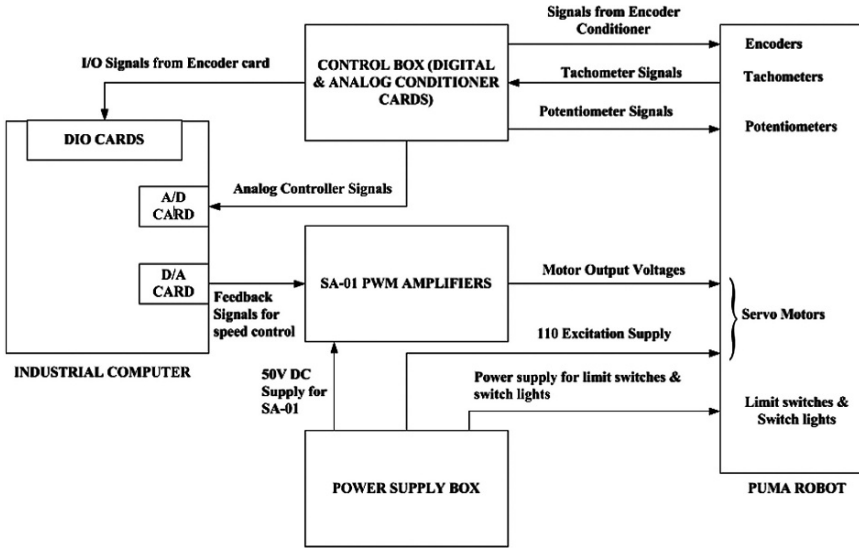 Signals from Encoder
Conditioner
I/O Signals from Encoder card
CONTROL BOX (DIGITAL
& ANALOG CONDITIONER
CARDS)
Encoders
Tachometer Signals
Tachometers
Potentiometer Signals
Potentiometers
DIO CARDS
A/D
CARD
Analog Controller Signals
D/A
CARD
Feedback
Signals for
speed control
SA-01 PWM AMPLIFIERS
Motor Output Voltages
Servo Motors
110 Excitation Supply
INDUSTRIAL COMPUTER
50V DC
Supply for
SA-01
Power supply for limit switches &
switch lights
Limit switches &
Switch lights
POWER SUPPLY BOX
PUMA ROBOT